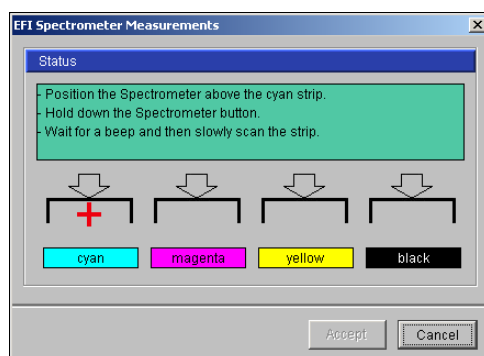 EFI Spectrometer Measurements
Status
- Position the Spectrometer above the cyan strip.
- Hold down the Spectrometer button.
- Wait for a beep and then slowly scan the strip.
cyan magenta yellow black
Accept Cancel